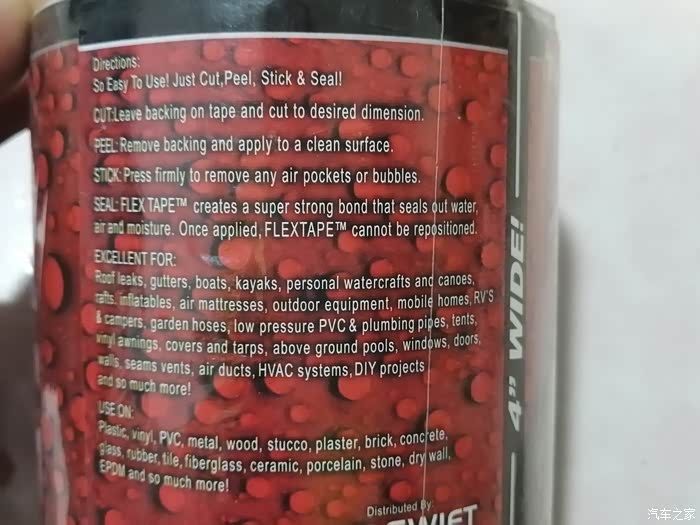 Directions:
So Easy To Use! Just Cut,Peel, Stick & Seal!
CUT:Leave backing on tape and cut to desired dimension.
PEEL: Remove backing and apply to a clean surface.
STICK: Press firmly to remove any air pockets or bubbles.
SEAL: FLEX TAPE™ creates a super strong bond that seals out water,
air and moisture. Once applied, FLEXTAPE™ cannot be repositioned.
EXCELLENT FOR:
Roof leaks, gutters, boats, kayaks, personal watercrafts and canoes,
rafts, inflatables, air mattresses, outdoor equipment, mobile homes, RV'S
& campers, garden hoses, low pressure PVC & plumbing pipes, tents,
vinyl awnings, covers and tarps, above ground pools, windows, doors,
walls, seams vents, air ducts, HVAC systems, DIY projects
and so much more!
USE ON:
Plastic, vinyl, PVC, metal, wood, stucco, plaster, brick, concrete,
glass, rubber, tile, fiberglass, ceramic, porcelain, stone, dry wall,
EPDM and so much more!
Distributed By:
SWIFT
4" WIDE!
汽车之家